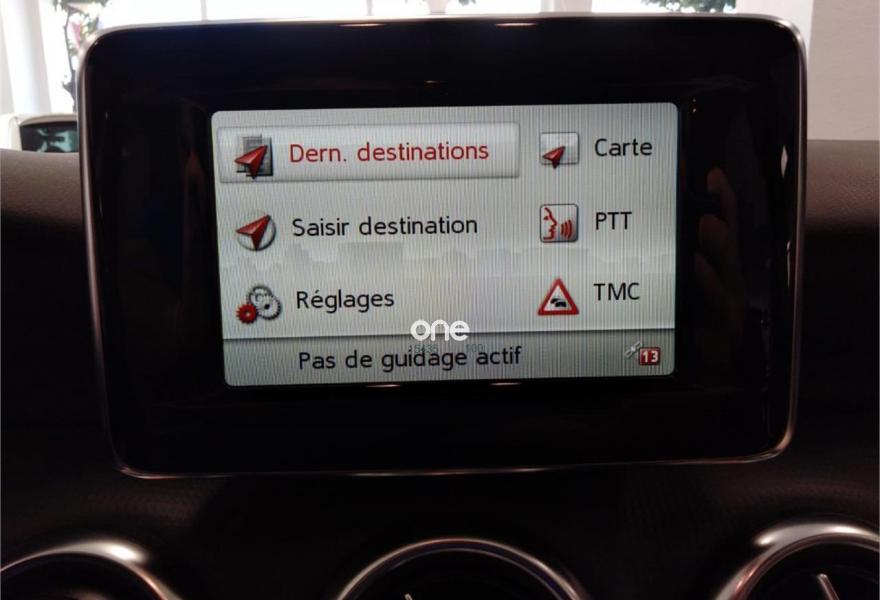 Dern. destinations
Carte
Saisir destination
PTT
Réglages
TMC
one
Pas de guidage actif
13